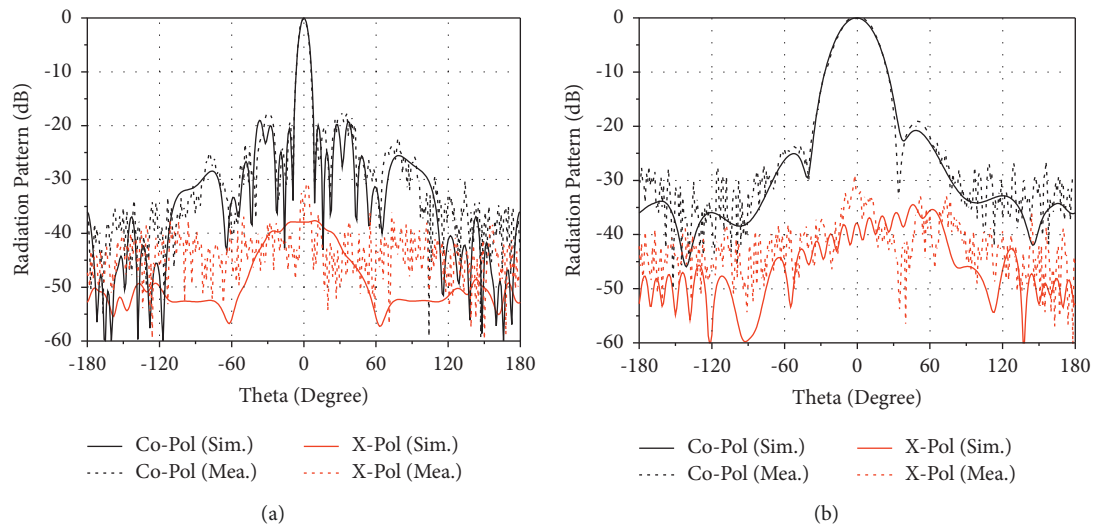 0
-10
-20
-30
-40
-50
-60
Radiation Pattern (dB)
-180 -120 -60 0 60 120 180
Theta (Degree)
Co-Pol (Sim.) X-Pol (Sim.)
Co-Pol (Mea.) X-Pol (Mea.)
(a)
0
-10
-20
-30
-40
-50
-60
Radiation Pattern (dB)
-180 -120 -60 0 60 120 180
Theta (Degree)
Co-Pol (Sim.) X-Pol (Sim.)
Co-Pol (Mea.) X-Pol (Mea.)
(b)